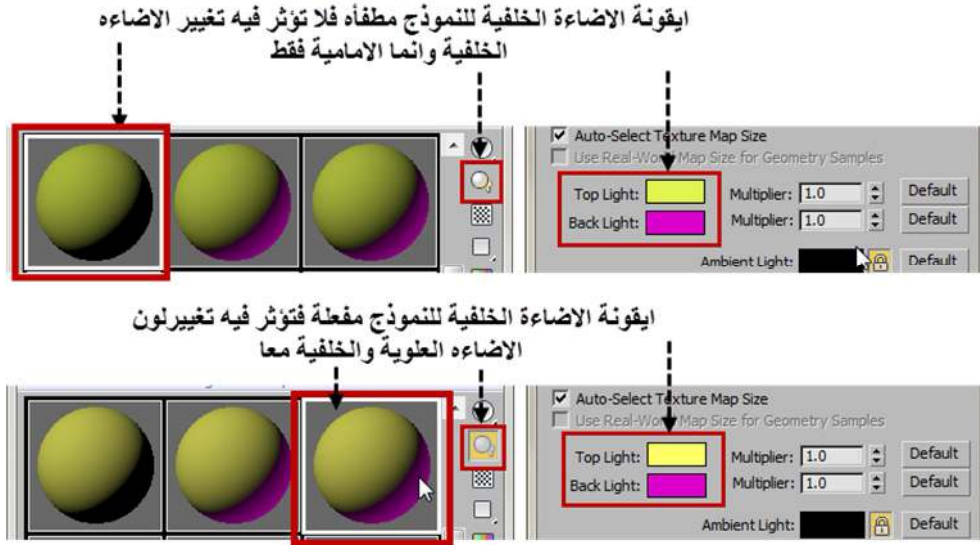 ايقونة الاضاءة الخلفية للنموذج مطفأه فلا تؤثر فيه تغيير الاضاءه
الخلفية وانما الامامية فقط
Auto-Select Texture Map Size
Use Real-World Map Size for Geometry Samples
Top Light: Multiplier: 1.0 Default
Back Light: Multiplier: 1.0 Default
Ambient Light: Default
ايقونة الاضاءة الخلفية للنموذج مفعلة فتؤثر فيه تغييرلون
الاضاءه العلوية والخلفية معا
Auto-Select Texture Map Size
Use Real-World Map Size for Geometry Samples
Top Light: Multiplier: 1.0 Default
Back Light: Multiplier: 1.0 Default
Ambient Light: Default